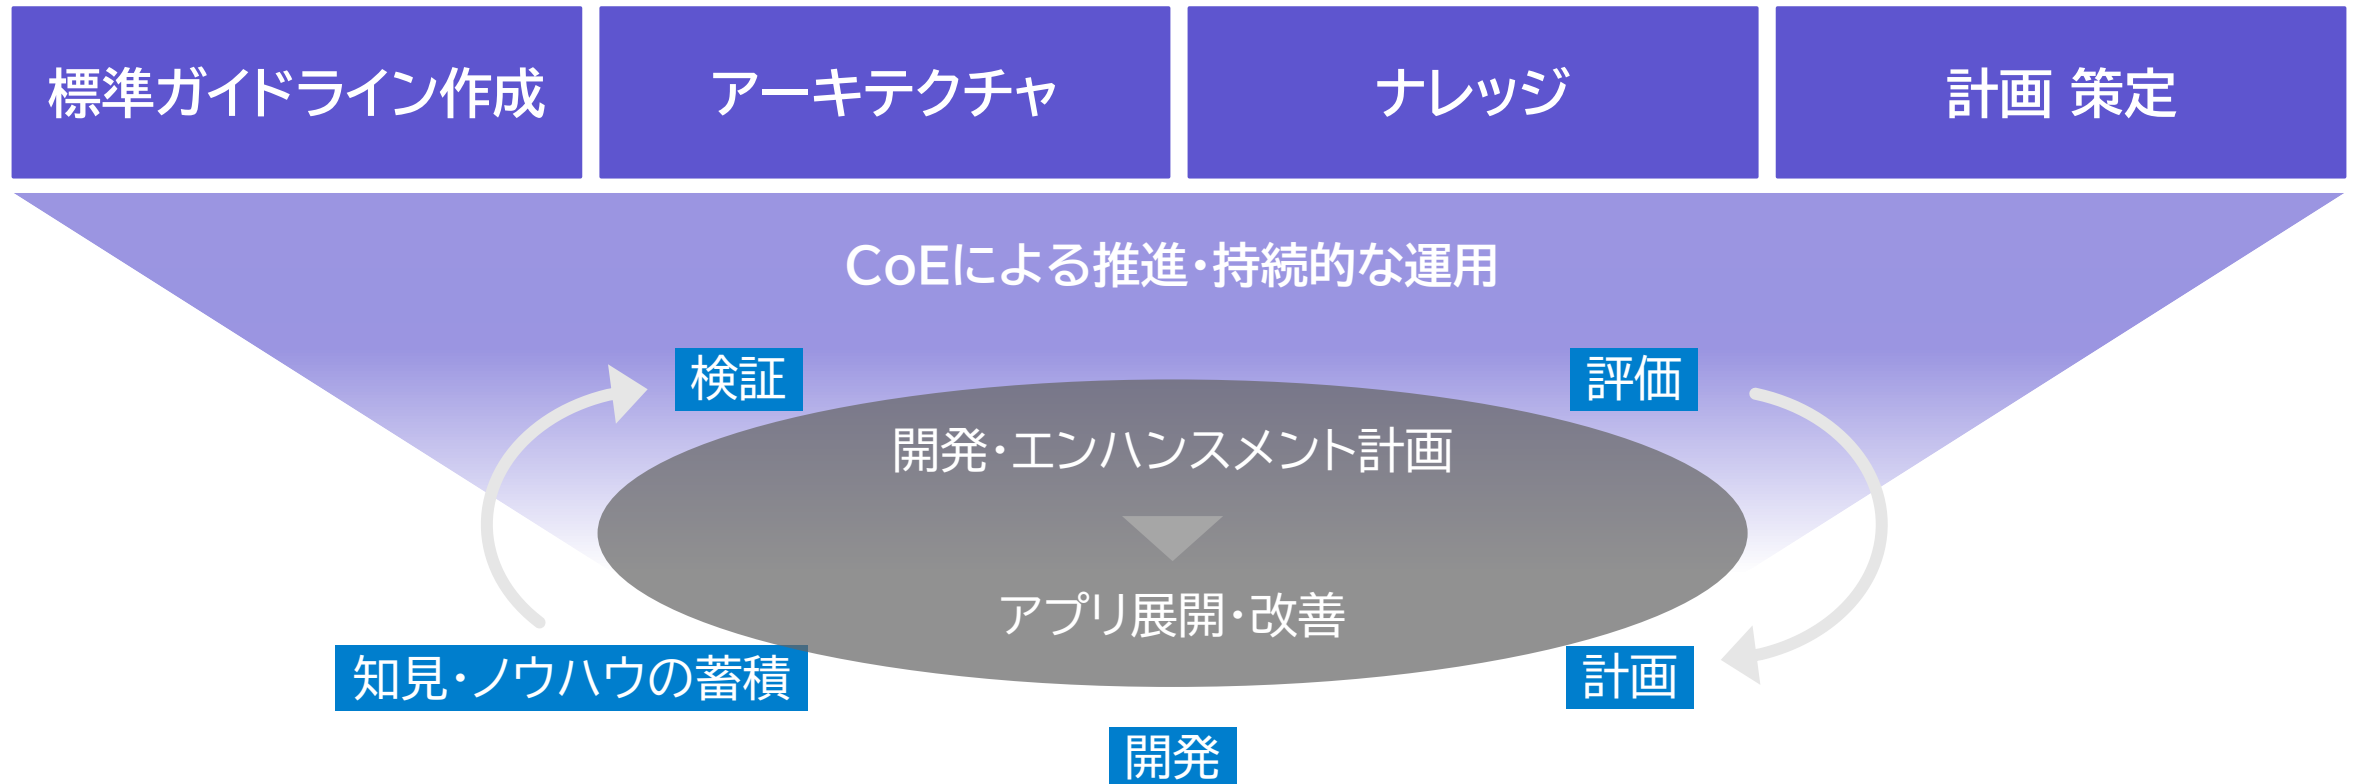 標準ガイドライン作成
アーキテクチャ
ナレッジ
計画 策定
CoEによる推進・持続的な運用
検証
評価
開発・エンハンスメント計画
アプリ展開・改善
知見・ノウハウの蓄積
計画
開発